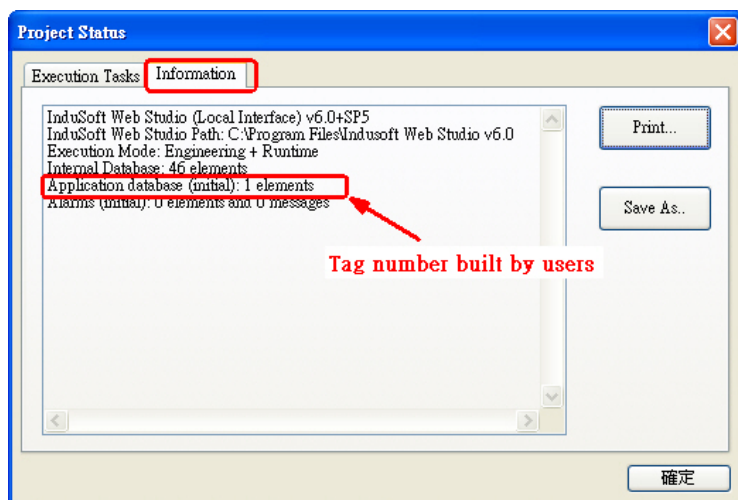 Project Status
Execution Tasks
Information
InduSoft Web Studio (Local Interface) v6.0+SP5
InduSoft Web Studio Path: C:\Program Files\Indusoft Web Studio v6.0
Execution Mode: Engineering + Runtime
Internal Database: 46 elements
Application database (initial): 1 elements
Alarms (initial): 0 elements and 0 messages
Print...
Save As..
Tag number built by users
確定